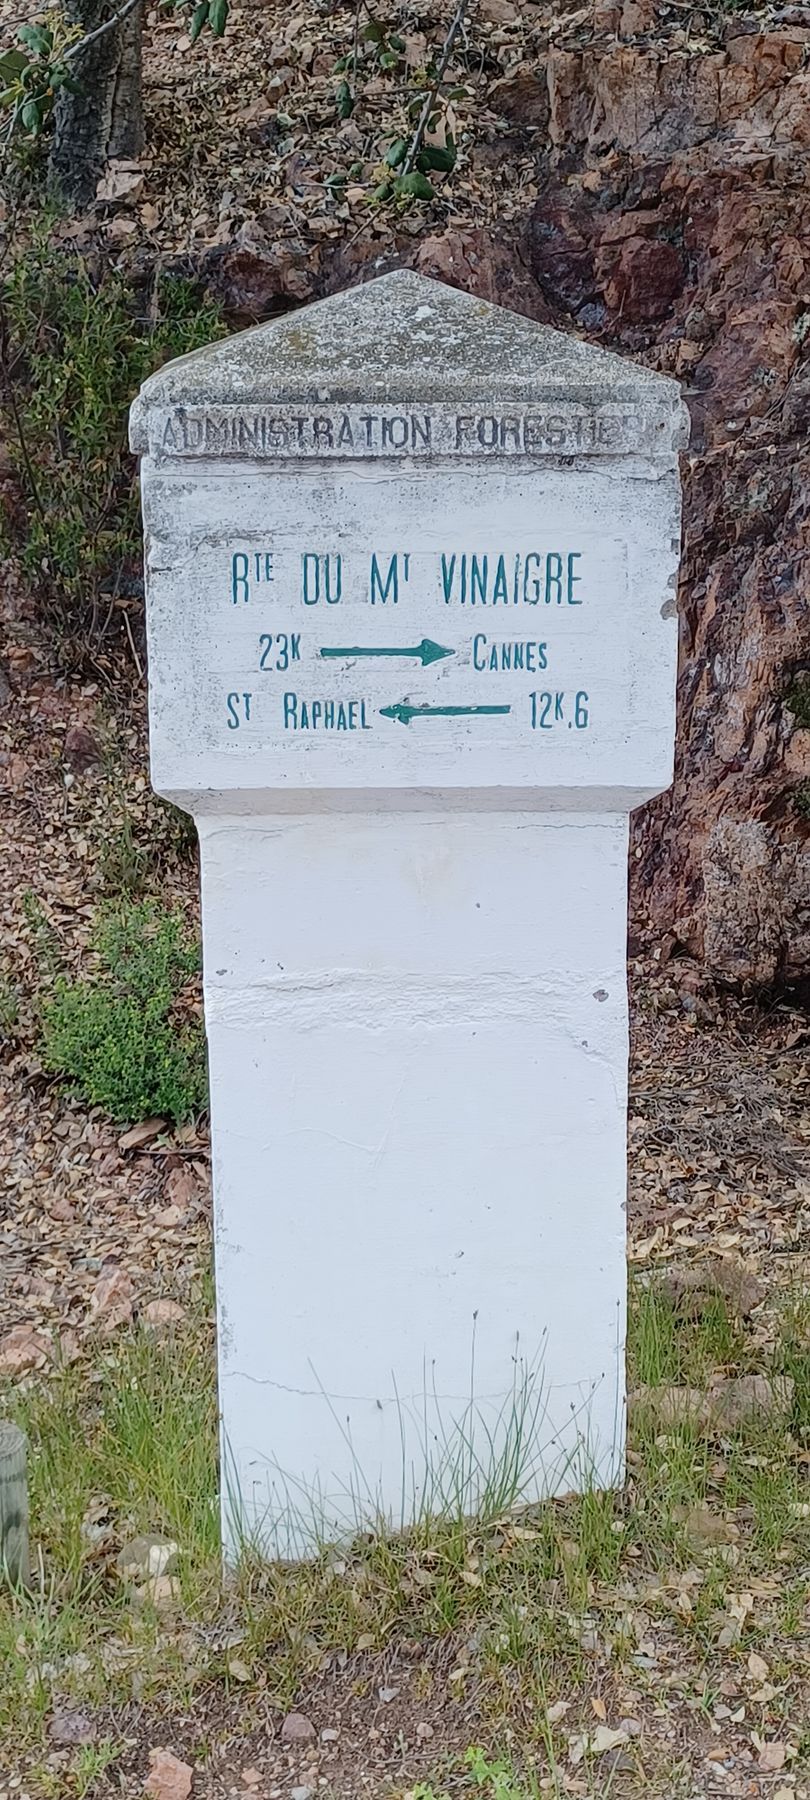 ADMINISTRATION FORESTIER
Rᵀᴱ DU Mᵀ VINAIGRE
23ᴷ → CANNES
Sᵀ RAPHAEL ← 12ᴷ.6